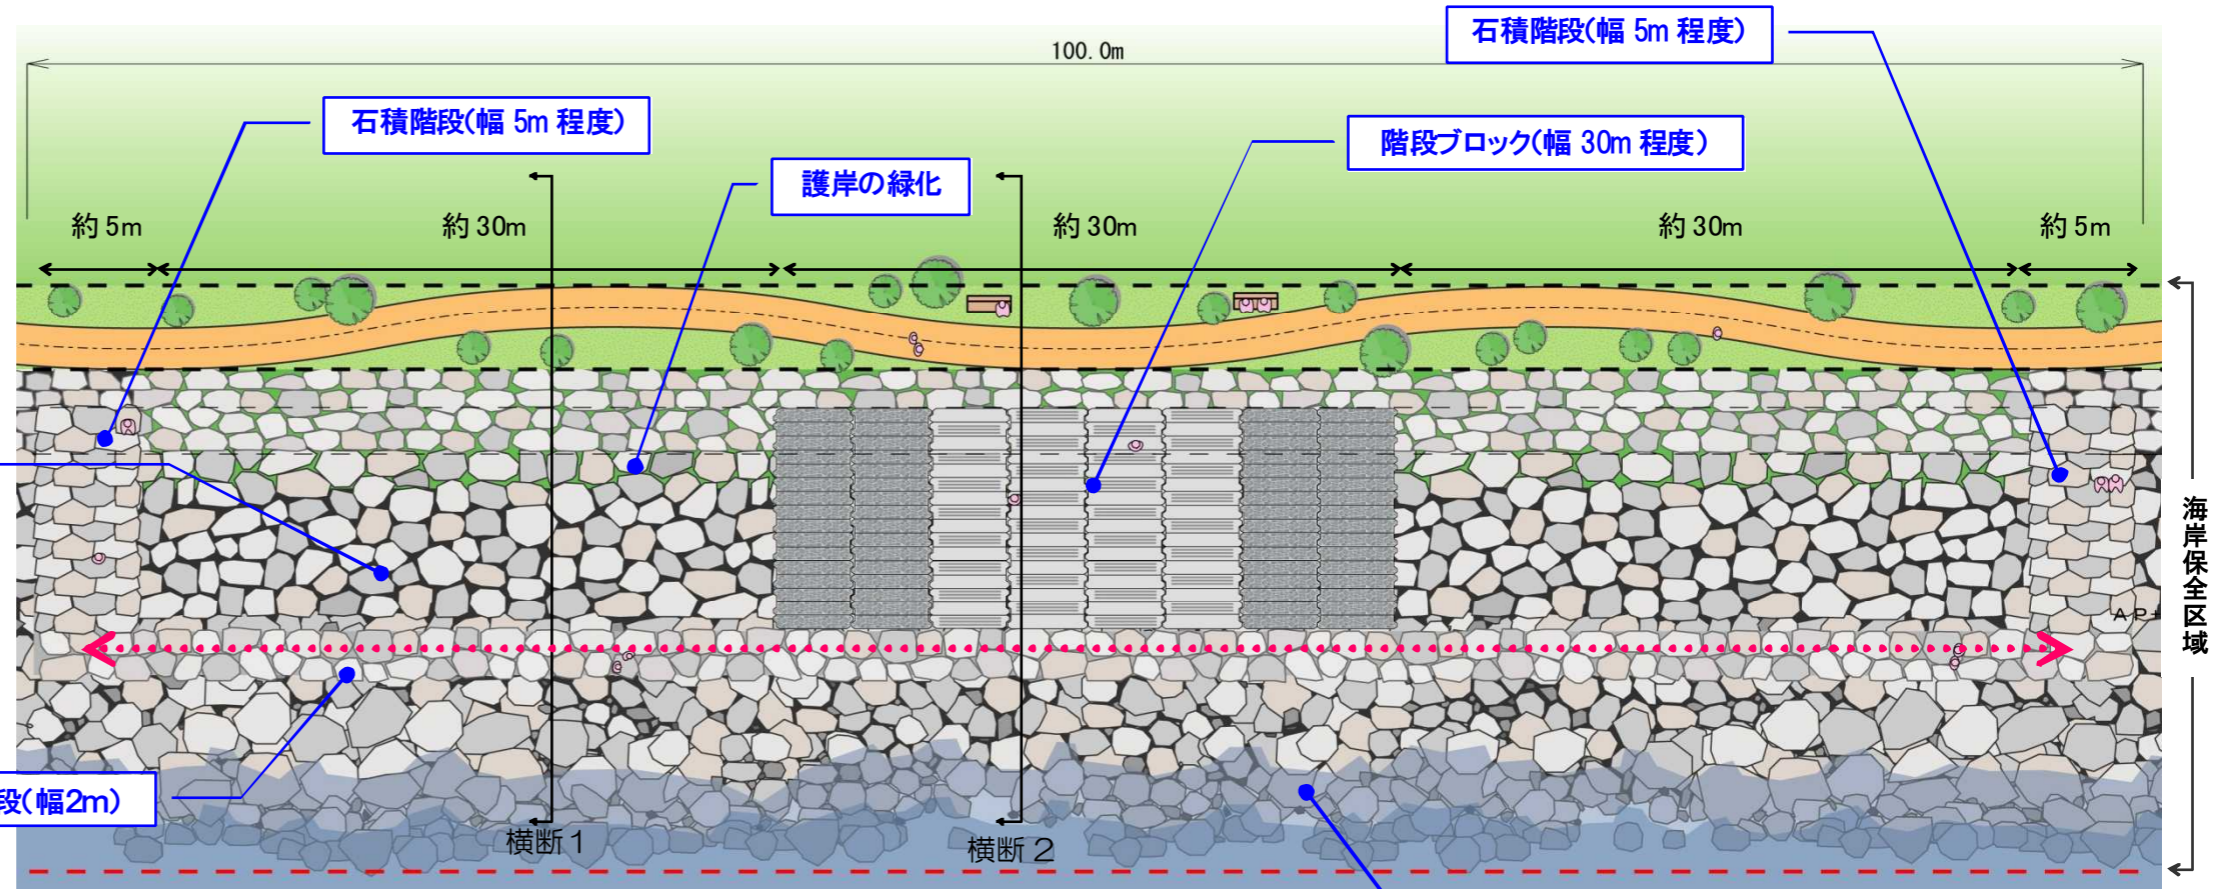 石積階段(幅 5m 程度)
100.0m
石積階段(幅 5m 程度)
階段ブロック(幅 30m 程度)
護岸の緑化
約 5m
約 30m
約 30m
約 30m
約 5m
海岸保全区域
AP+
段(幅2m)
横断1
横断2